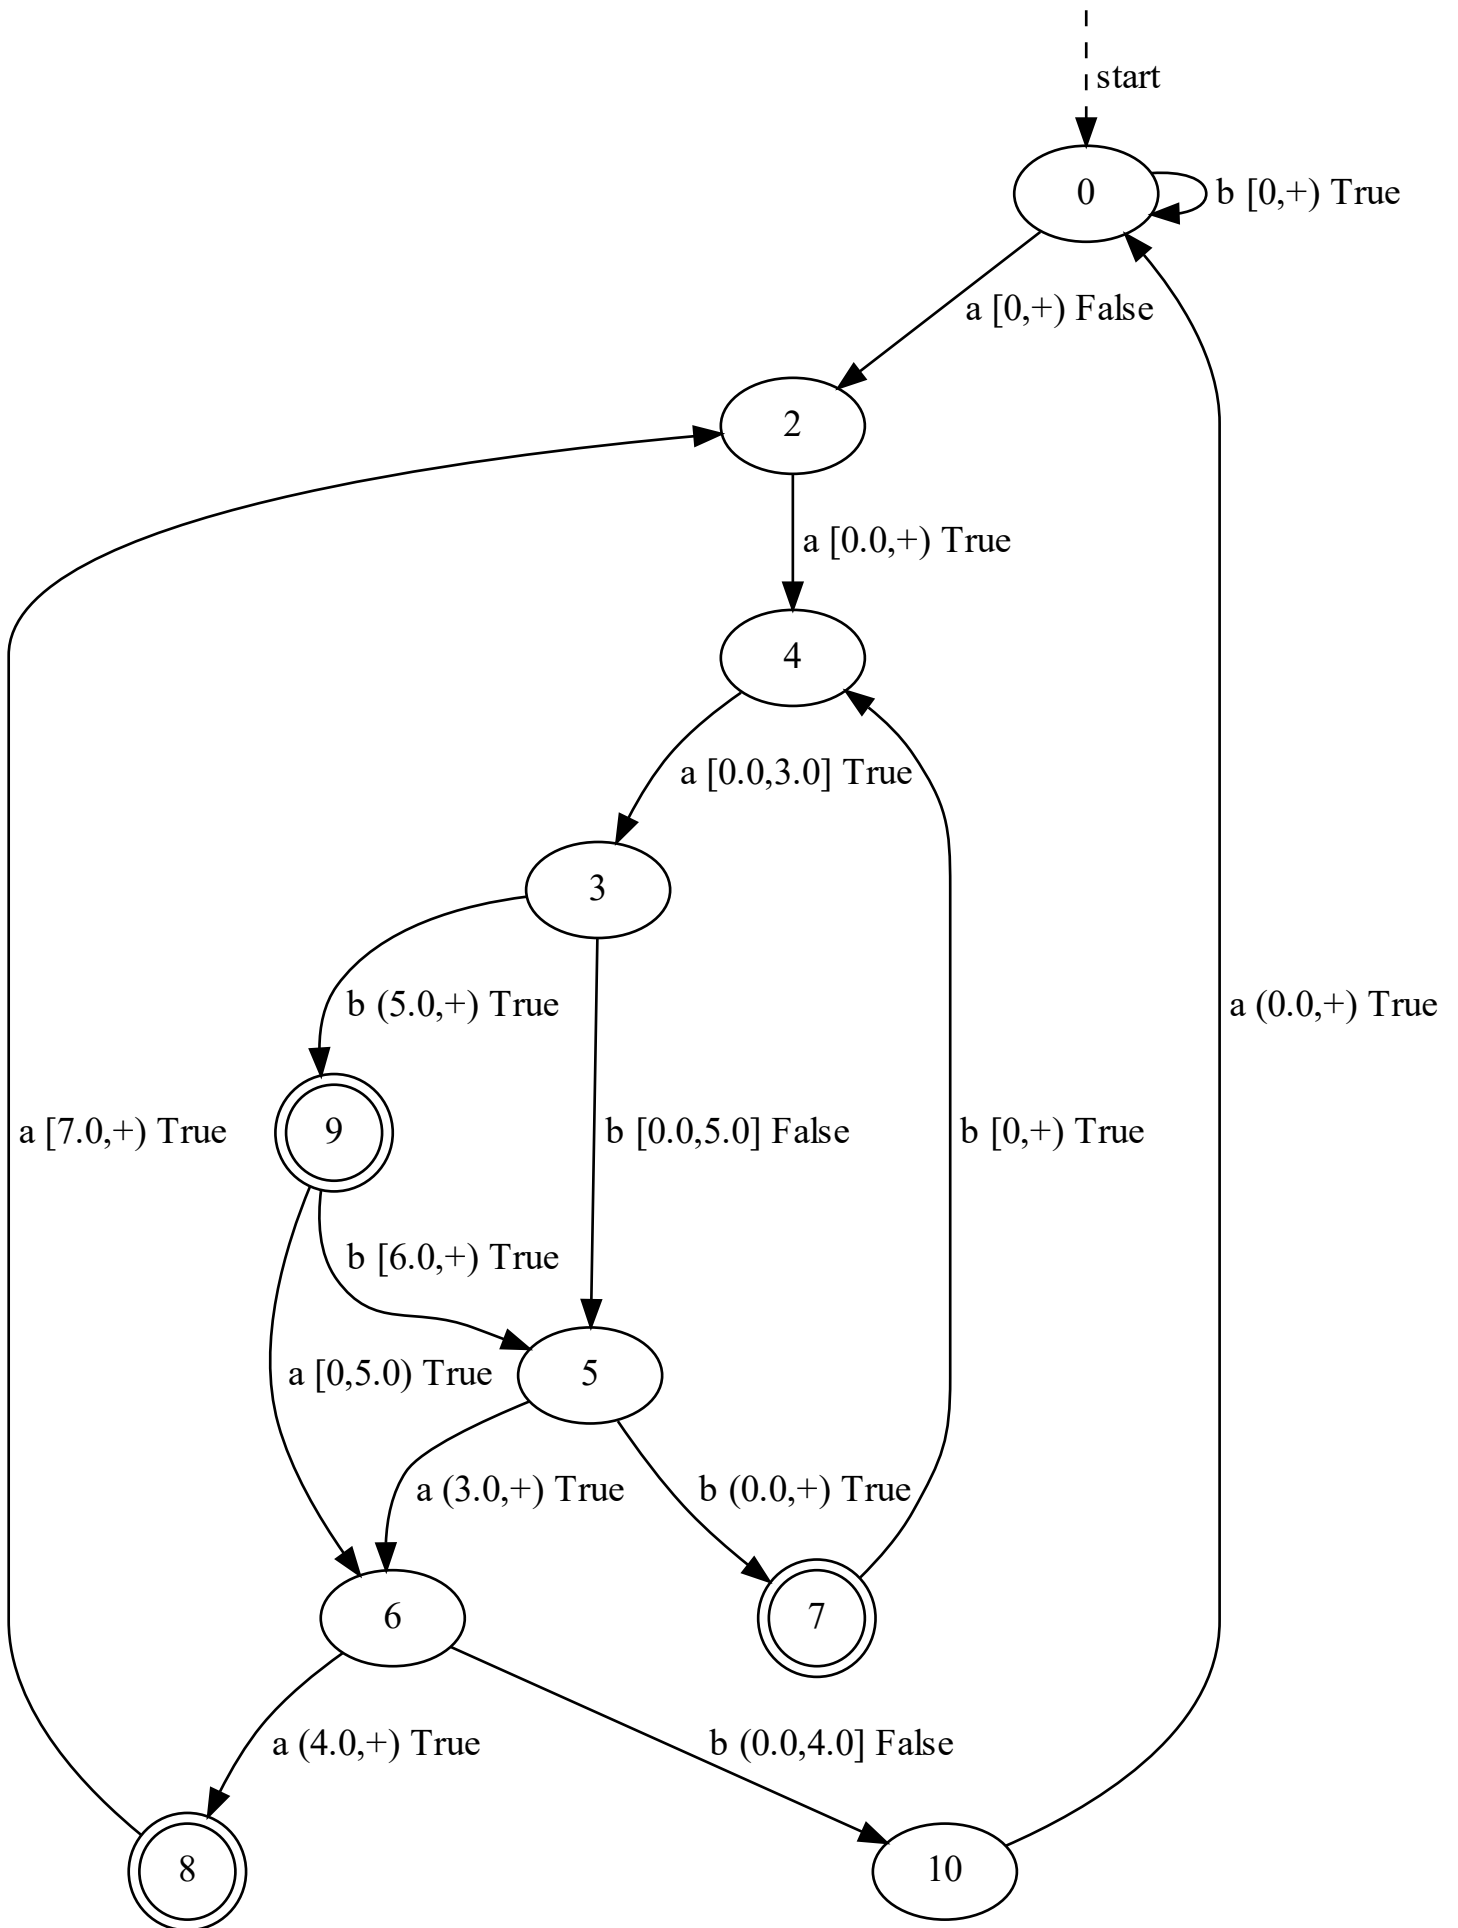 start
0
b [0,+) True
a [0,+) False
2
a [0.0,+) True
4
a [0.0,3.0] True
3
b (5.0,+) True
a (0.0,+) True
a [7.0,+) True
9
b [0.0,5.0] False
b [0,+) True
b [6.0,+) True
a [0,5.0) True
5
a (3.0,+) True
b (0.0,+) True
6
7
a (4.0,+) True
b (0.0,4.0] False
8
10